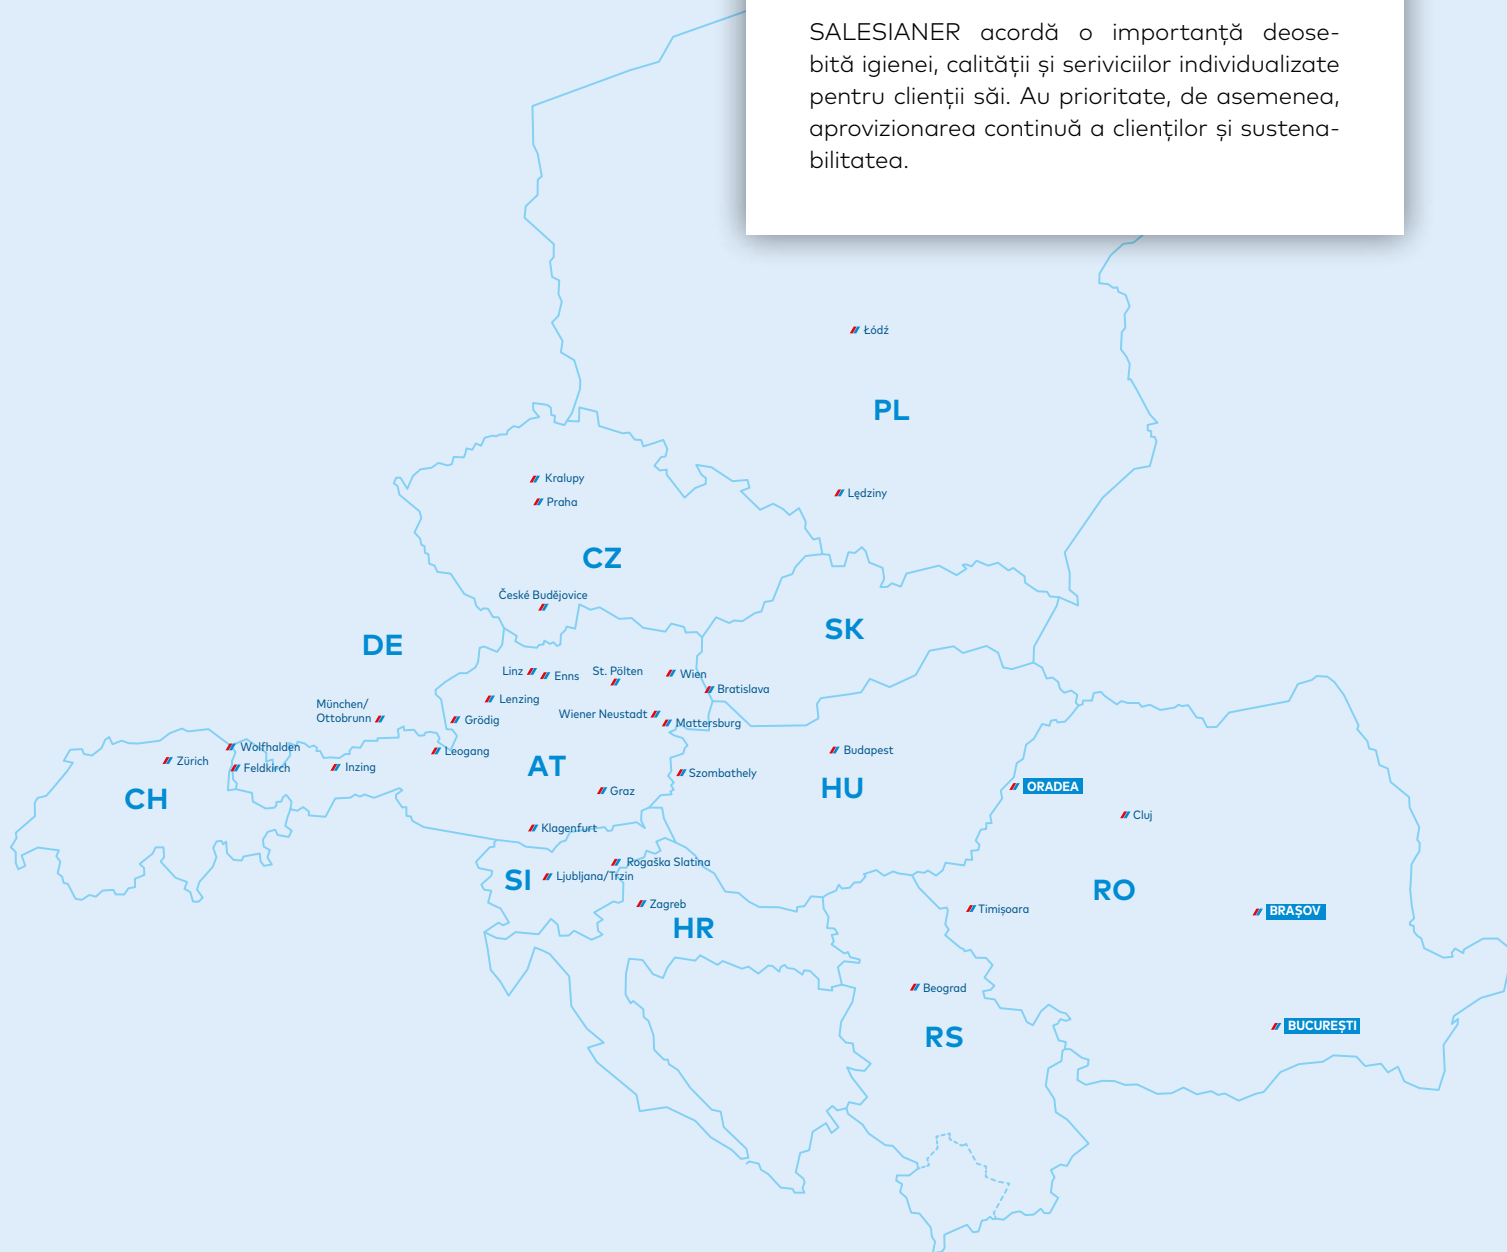 SALESIANER acordă o importanță deose-
bită igienei, calității și seriviciilor individualizate
pentru clienții săi. Au prioritate, de asemenea,
aprovizionarea continuă a clienților și sustena-
bilitatea.
Łódź
PL
Kralupy
Lędziny
Praha
CZ
České Budějovice
SK
DE
Linz
Enns
St. Pölten
Wien
Bratislava
Lenzing
München/
Ottobrunn
Grödig
Wiener Neustadt
Mattersburg
Wolfhalden
Leogang
Budapest
Zürich
Feldkirch
Inzing
AT
Szombathely
HU
ORADEA
CH
Graz
Cluj
Klagenfurt
Rogaška Slatina
SI
Ljubljana/Trzin
RO
Zagreb
Timișoara
BRAȘOV
HR
Beograd
BUCUREȘTI
RS